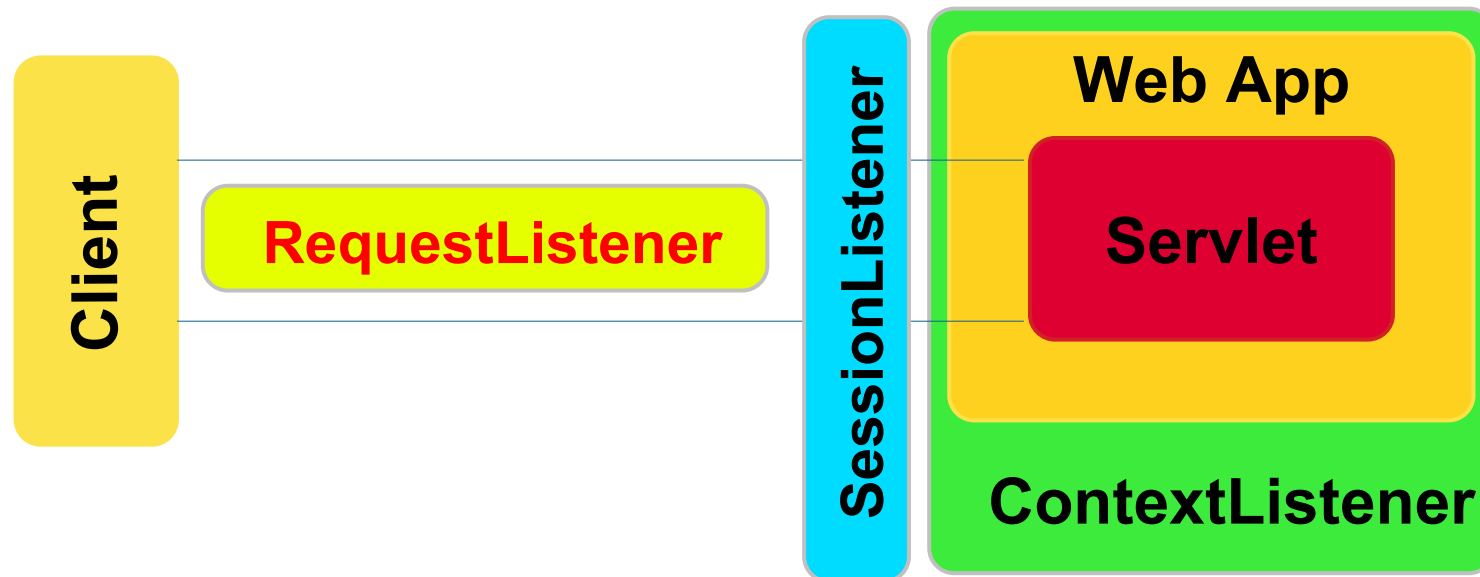 Client
RequestListener
SessionListener
Web App
Servlet
ContextListener